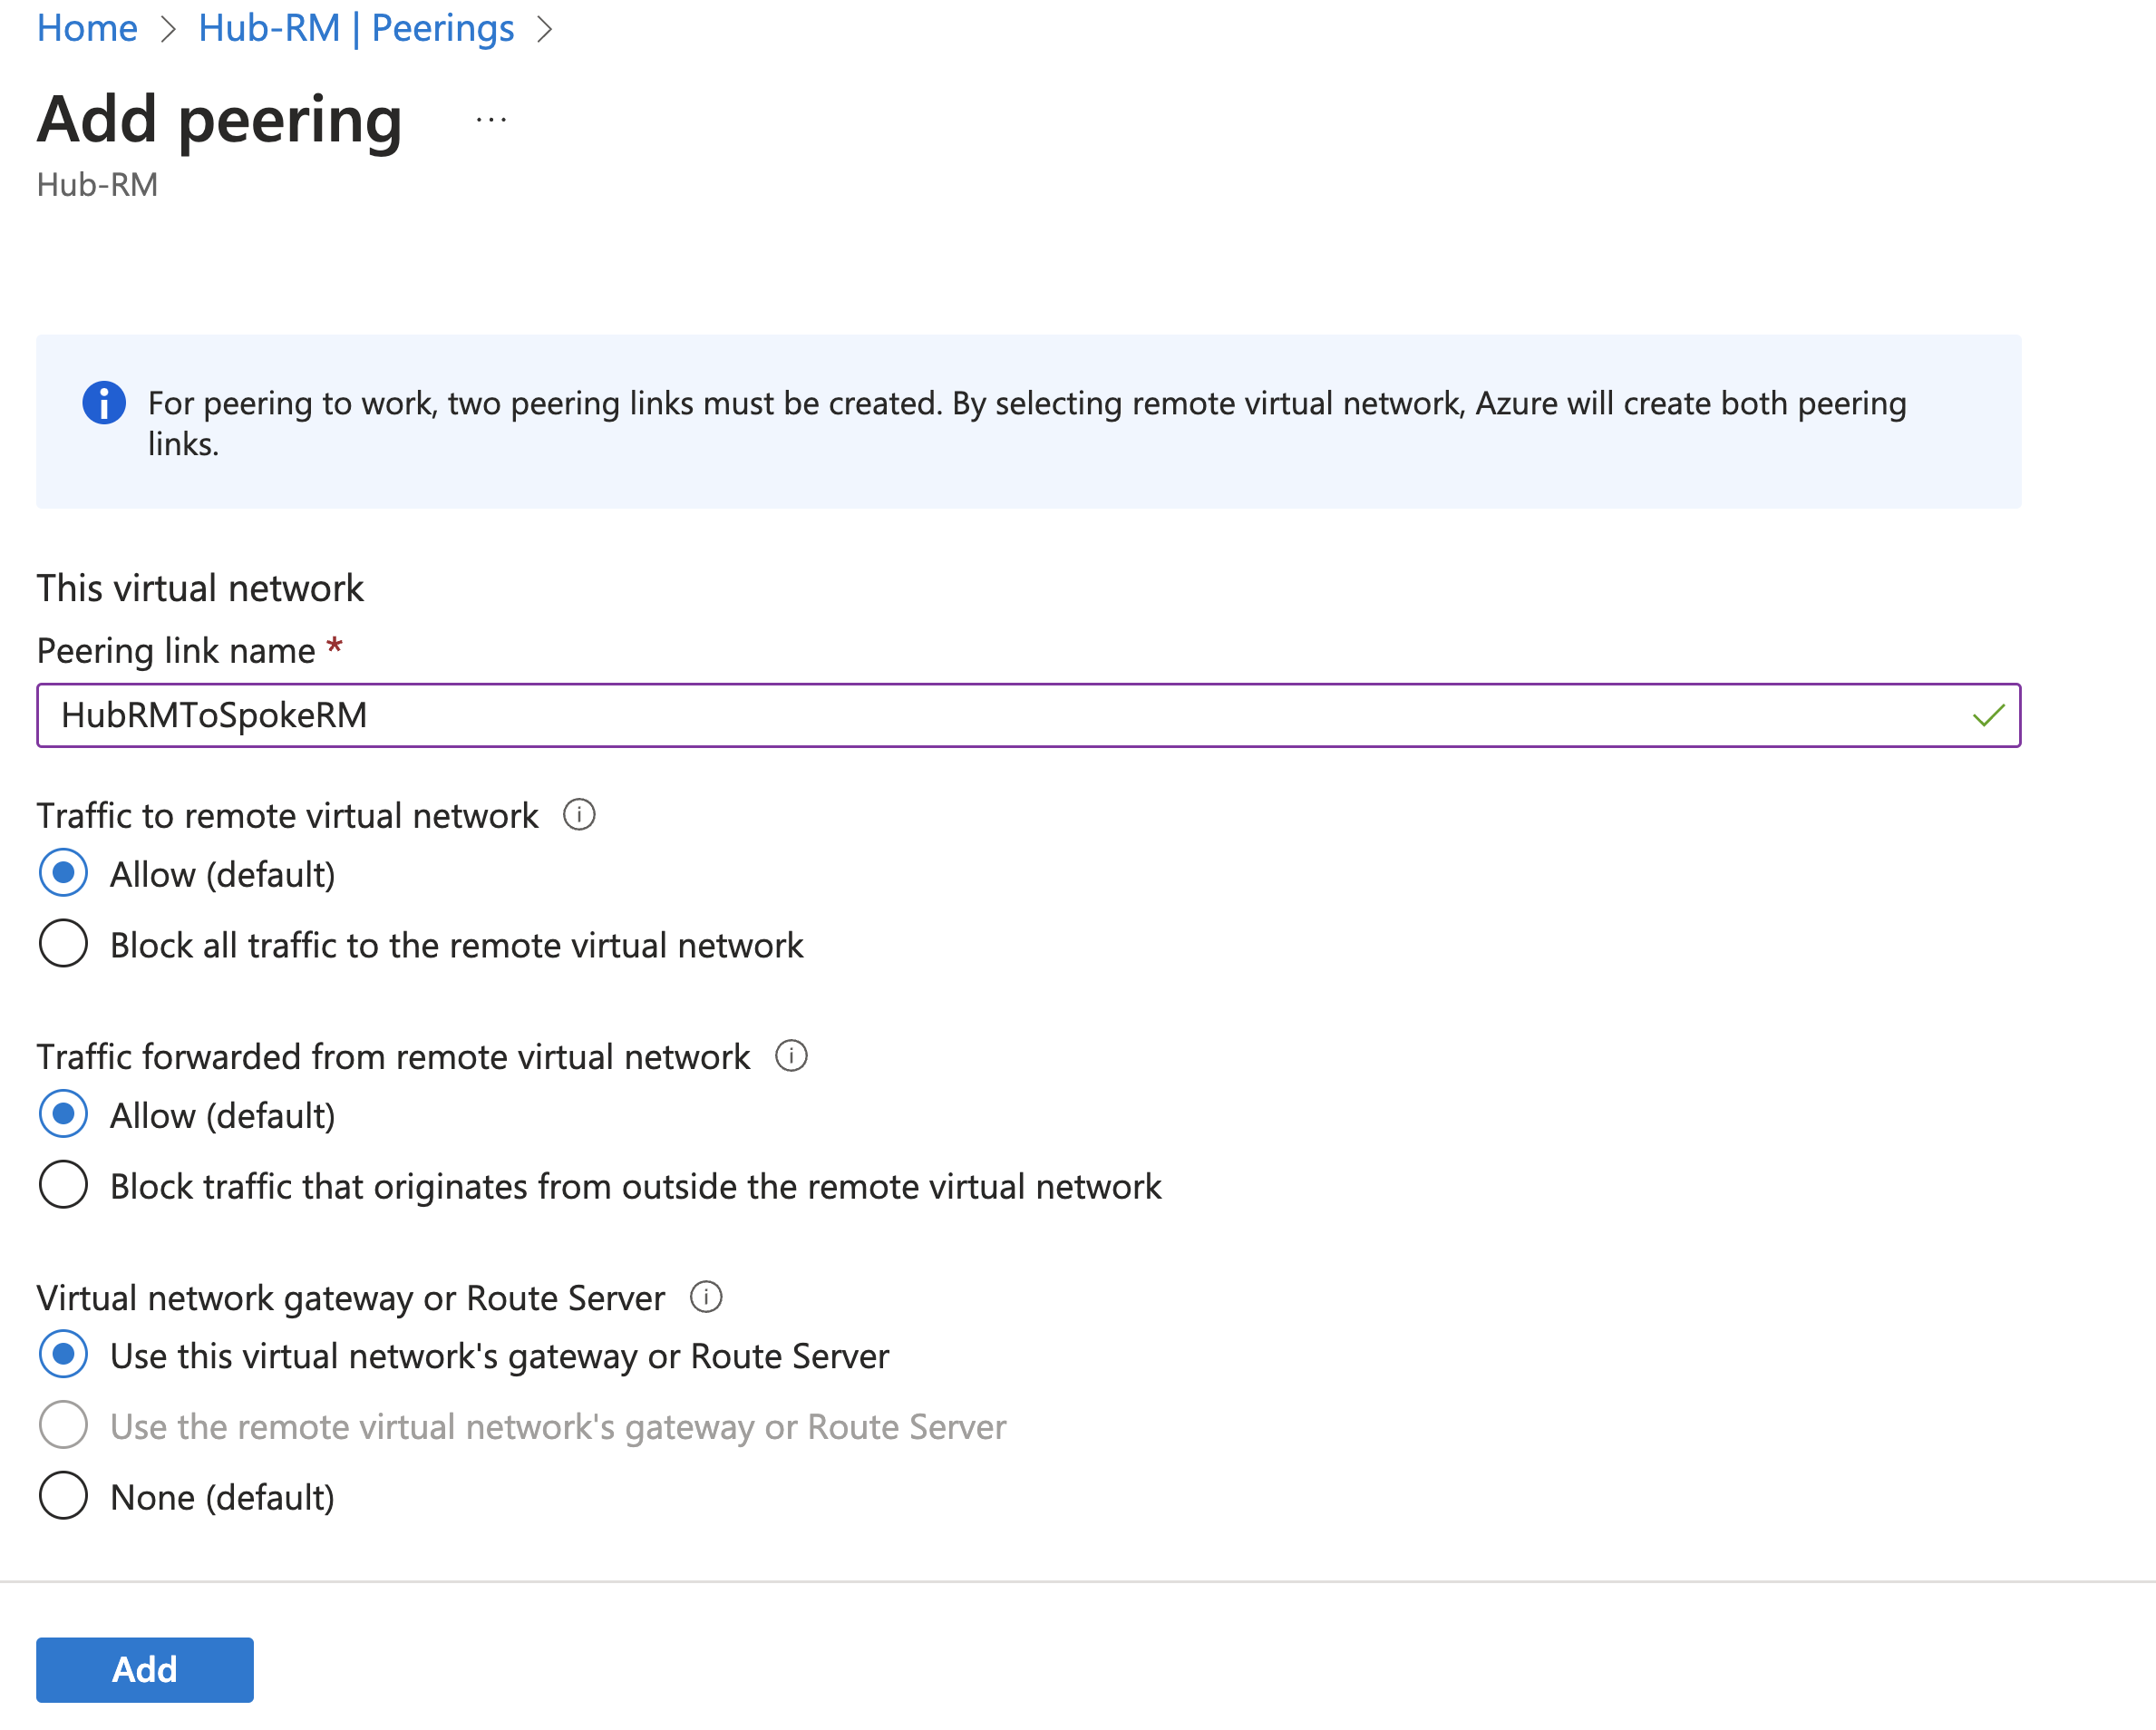 Home > Hub-RM | Peerings >
Add peering ...
Hub-RM
For peering to work, two peering links must be created. By selecting remote virtual network, Azure will create both peering
links.
This virtual network
Peering link name *
HubRMToSpokeRM
Traffic to remote virtual network
Allow (default)
Block all traffic to the remote virtual network
Traffic forwarded from remote virtual network
Allow (default)
Block traffic that originates from outside the remote virtual network
Virtual network gateway or Route Server
Use this virtual network's gateway or Route Server
Use the remote virtual network's gateway or Route Server
None (default)
Add